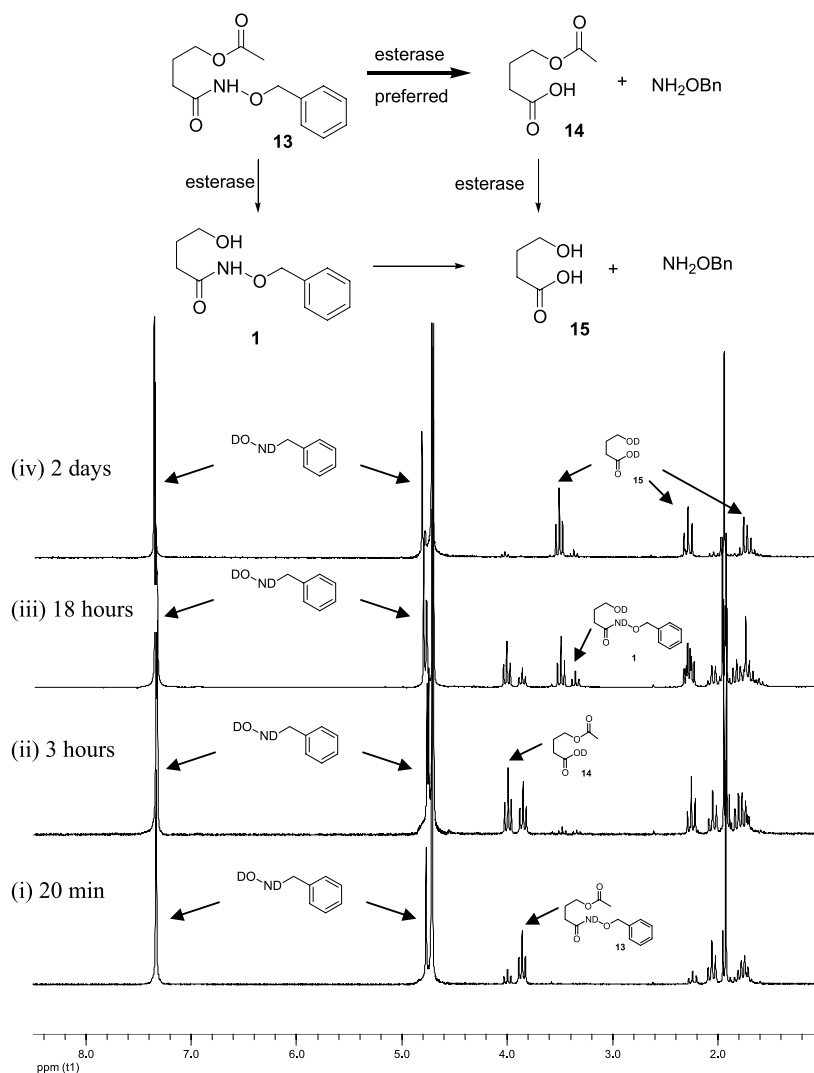 O
O
esterase
preferred
NH
O
O
13
O
O
OH
O
14
+
NH2OBn
esterase
esterase
OH
NH
O
O
1
OH
OH
O
15
+
NH2OBn
(iv) 2 days
DO
ND
OD
OD
O
15
(iii) 18 hours
DO
ND
OD
ND
O
O
1
(ii) 3 hours
DO
ND
O
O
OD
O
14
(i) 20 min
DO
ND
O
O
ND
O
O
13
8.0 7.0 6.0 5.0 4.0 3.0 2.0
ppm (t1)